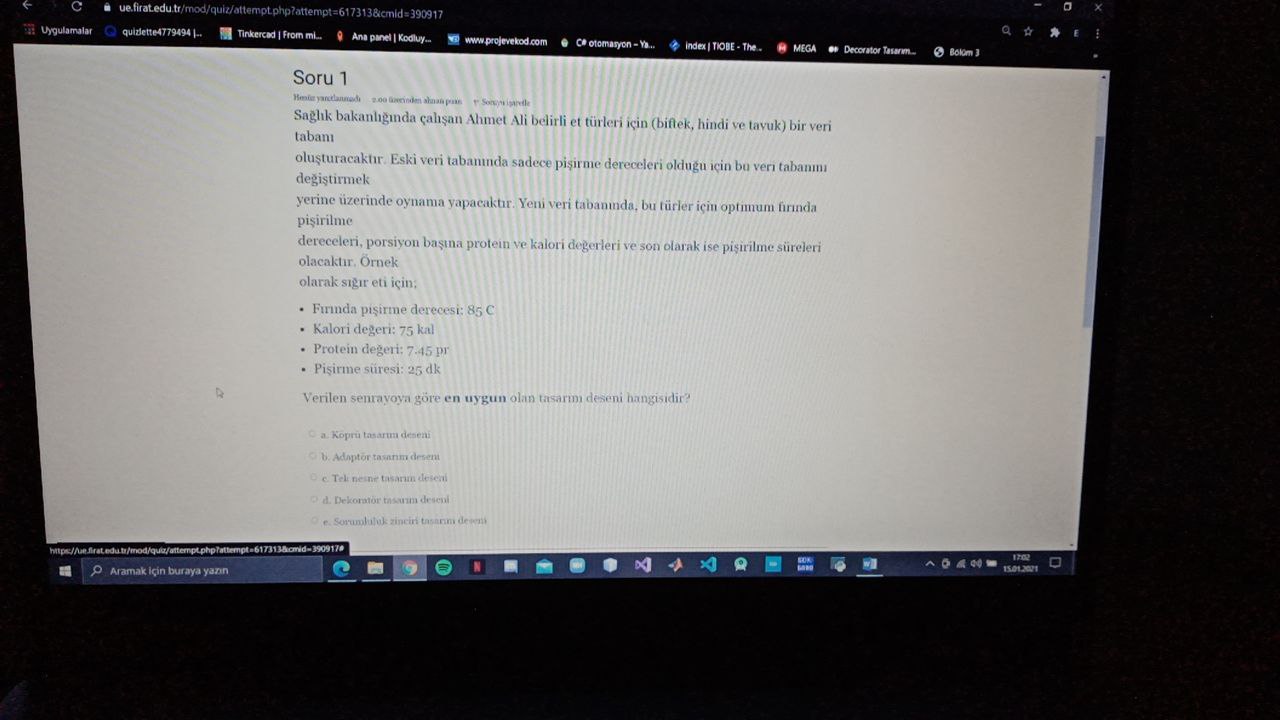 ue.firat.edu.tr/mod/quiz/attempt.php?attempt=617313&cmid=390917
Uygulamalar quizlette4779494 |... Tinkercad | From mi... Ana panel | Kodluy... www.projevekod.com C# otomasyon - Ya... index | TIOBE - The... MEGA Decorator Tasarım... Bölüm 3
Soru 1
Henüz yanıtlanmadı 2.00 üzerinden alınan puan Soruyu işaretle
Sağlık bakanlığında çalışan Ahmet Ali belirli et türleri için (biftek, hindi ve tavuk) bir veri
tabanı
oluşturacaktır. Eski veri tabanında sadece pişirme dereceleri olduğu için bu veri tabanını
değiştirmek
yerine üzerinde oynama yapacaktır. Yeni veri tabanında, bu türler için optimum fırında
pişirilme
dereceleri, porsiyon başına protein ve kalori değerleri ve son olarak ise pişirilme süreleri
olacaktır. Örnek
olarak sığır eti için;
• Fırında pişirme derecesi: 85 C
• Kalori değeri: 75 kal
• Protein değeri: 7.45 pr
• Pişirme süresi: 25 dk
Verilen senrayoya göre en uygun olan tasarım deseni hangisidir?
a. Köprü tasarım deseni
b. Adaptör tasarım deseni
c. Tek nesne tasarım deseni
d. Dekoratör tasarım deseni
e. Sorumluluk zinciri tasarım deseni
https://ue.firat.edu.tr/mod/quiz/attempt.php?attempt=617313&cmid=390917#
Aramak için buraya yazın
17:02
15.01.2021